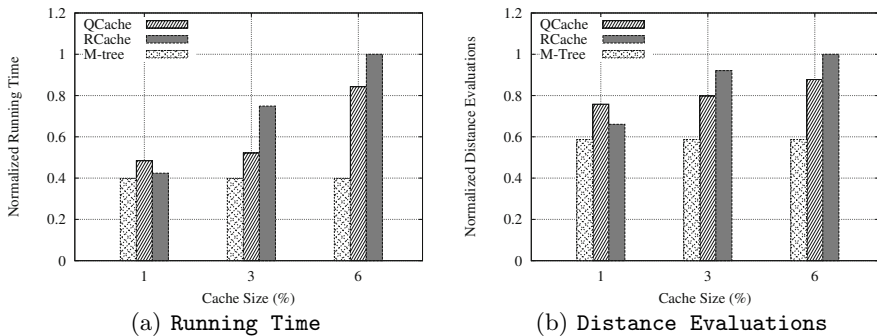 1.2
1
0.8
0.6
0.4
0.2
0
Normalized Running Time
QCache
RCache
M-tree
1 3 6
Cache Size (%)
(a) Running Time
1.2
1
0.8
0.6
0.4
0.2
0
Normalized Distance Evaluations
QCache
RCache
M-Tree
1 3 6
Cache Size (%)
(b) Distance Evaluations